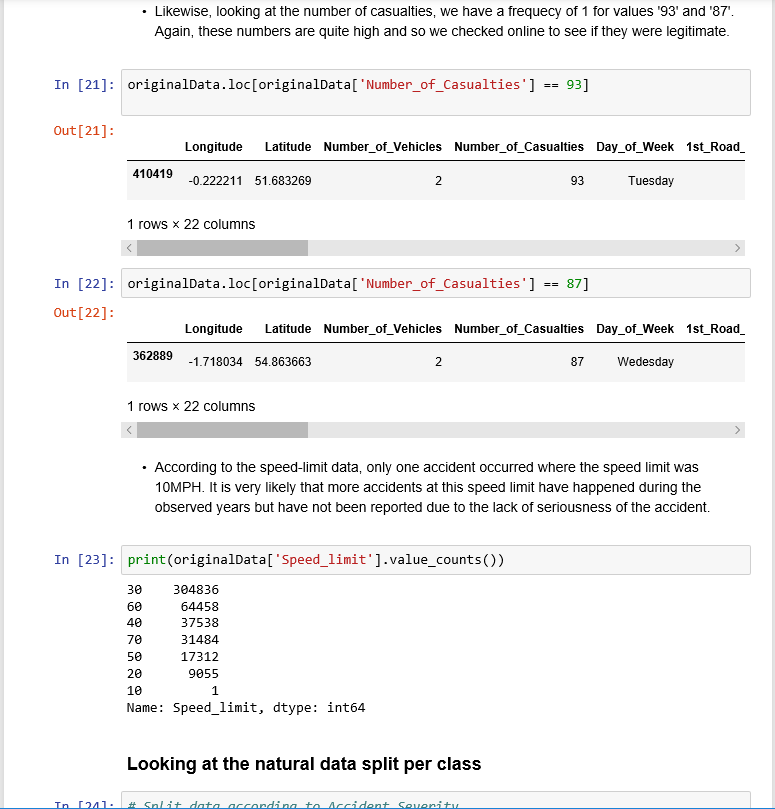 • Likewise, looking at the number of casualties, we have a frequecy of 1 for values '93' and '87'.
Again, these numbers are quite high and so we checked online to see if they were legitimate.
In [21]: originalData.loc[originalData['Number_of_Casualties'] == 93]
Out[21]:
Longitude Latitude Number_of_Vehicles Number_of_Casualties Day_of_Week 1st_Road_
410419 -0.222211 51.683269 2 93 Tuesday
1 rows × 22 columns
In [22]: originalData.loc[originalData['Number_of_Casualties'] == 87]
Out[22]:
Longitude Latitude Number_of_Vehicles Number_of_Casualties Day_of_Week 1st_Road_
362889 -1.718034 54.863663 2 87 Wedesday
1 rows × 22 columns
• According to the speed-limit data, only one accident occurred where the speed limit was
10MPH. It is very likely that more accidents at this speed limit have happened during the
observed years but have not been reported due to the lack of seriousness of the accident.
In [23]: print(originalData['Speed_limit'].value_counts())
30 304836
60 64458
40 37538
70 31484
50 17312
20 9055
10 1
Name: Speed_limit, dtype: int64
Looking at the natural data split per class
In [24]: # Split data according to Accident Severity